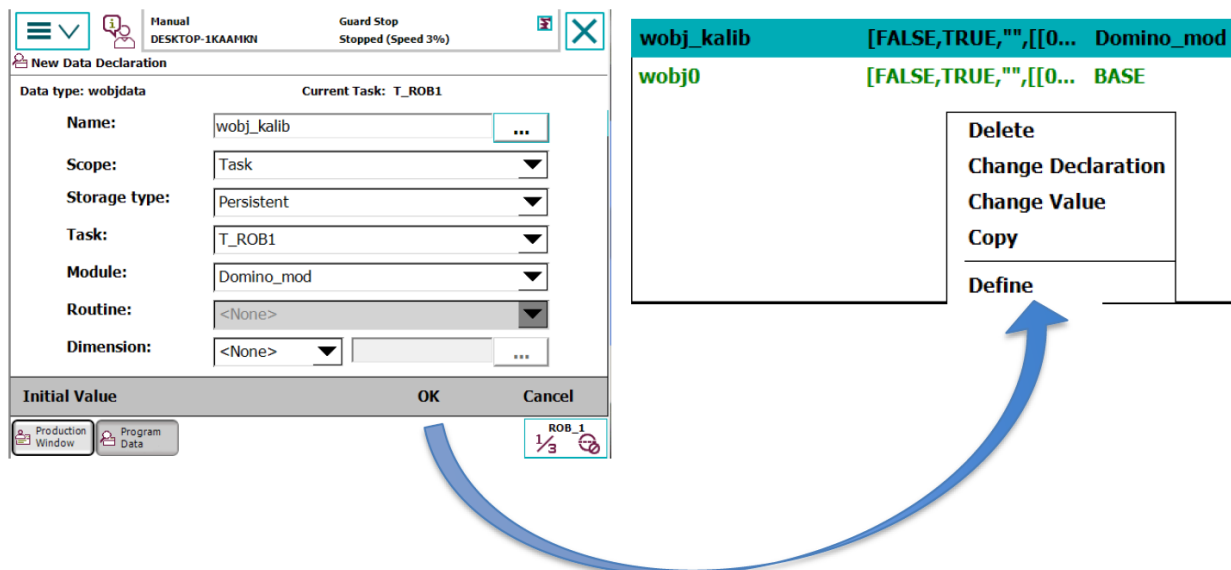 Manual
DESKTOP-1KAAMKN
Guard Stop
Stopped (Speed 3%)
New Data Declaration
Data type: wobjdata Current Task: T_ROB1
Name: wobj_kalib ...
Scope: Task
Storage type: Persistent
Task: T_ROB1
Module: Domino_mod
Routine: <None>
Dimension: <None> ...
Initial Value OK Cancel
Production
Window
Program
Data
ROB_1
1/3
wobj_kalib [FALSE,TRUE,"",[[0... Domino_mod
wobj0 [FALSE,TRUE,"",[[0... BASE
Delete
Change Declaration
Change Value
Copy
Define